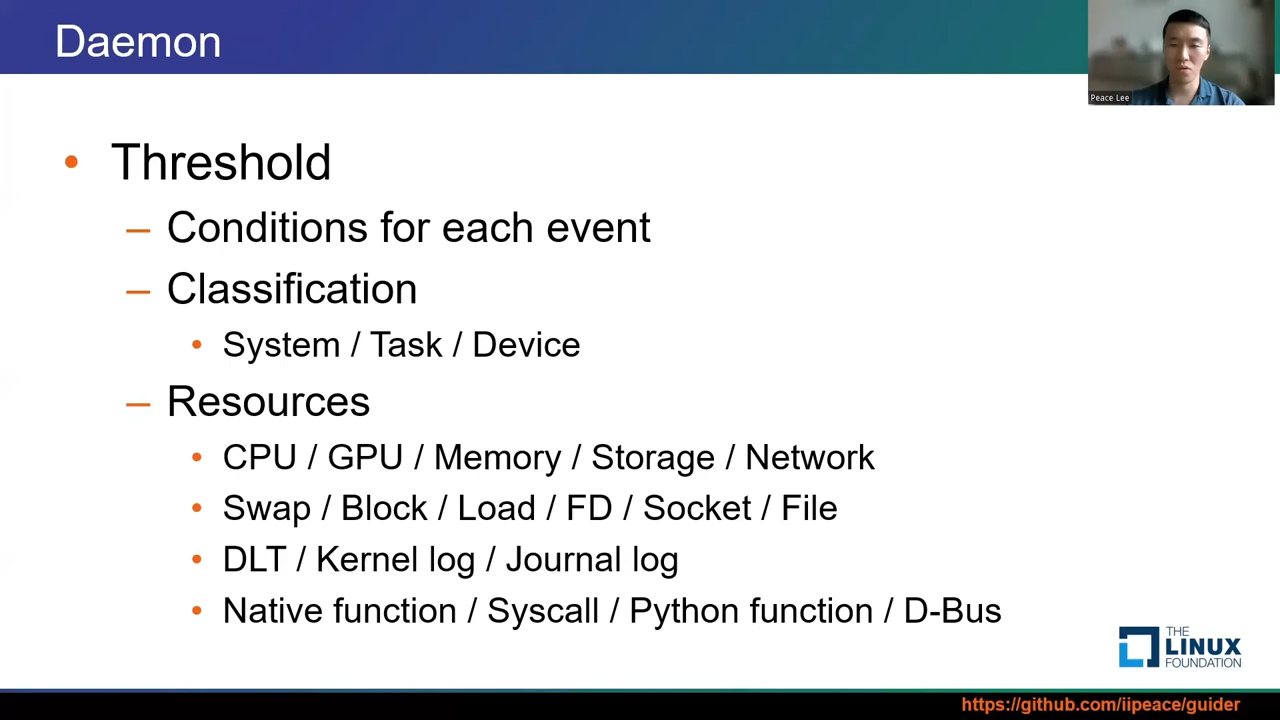 Daemon
Peace Lee
• Threshold
– Conditions for each event
– Classification
• System / Task / Device
– Resources
• CPU / GPU / Memory / Storage / Network
• Swap / Block / Load / FD / Socket / File
• DLT / Kernel log / Journal log
• Native function / Syscall / Python function / D-Bus
THE
LINUX
FOUNDATION
https://github.com/iipeace/guider